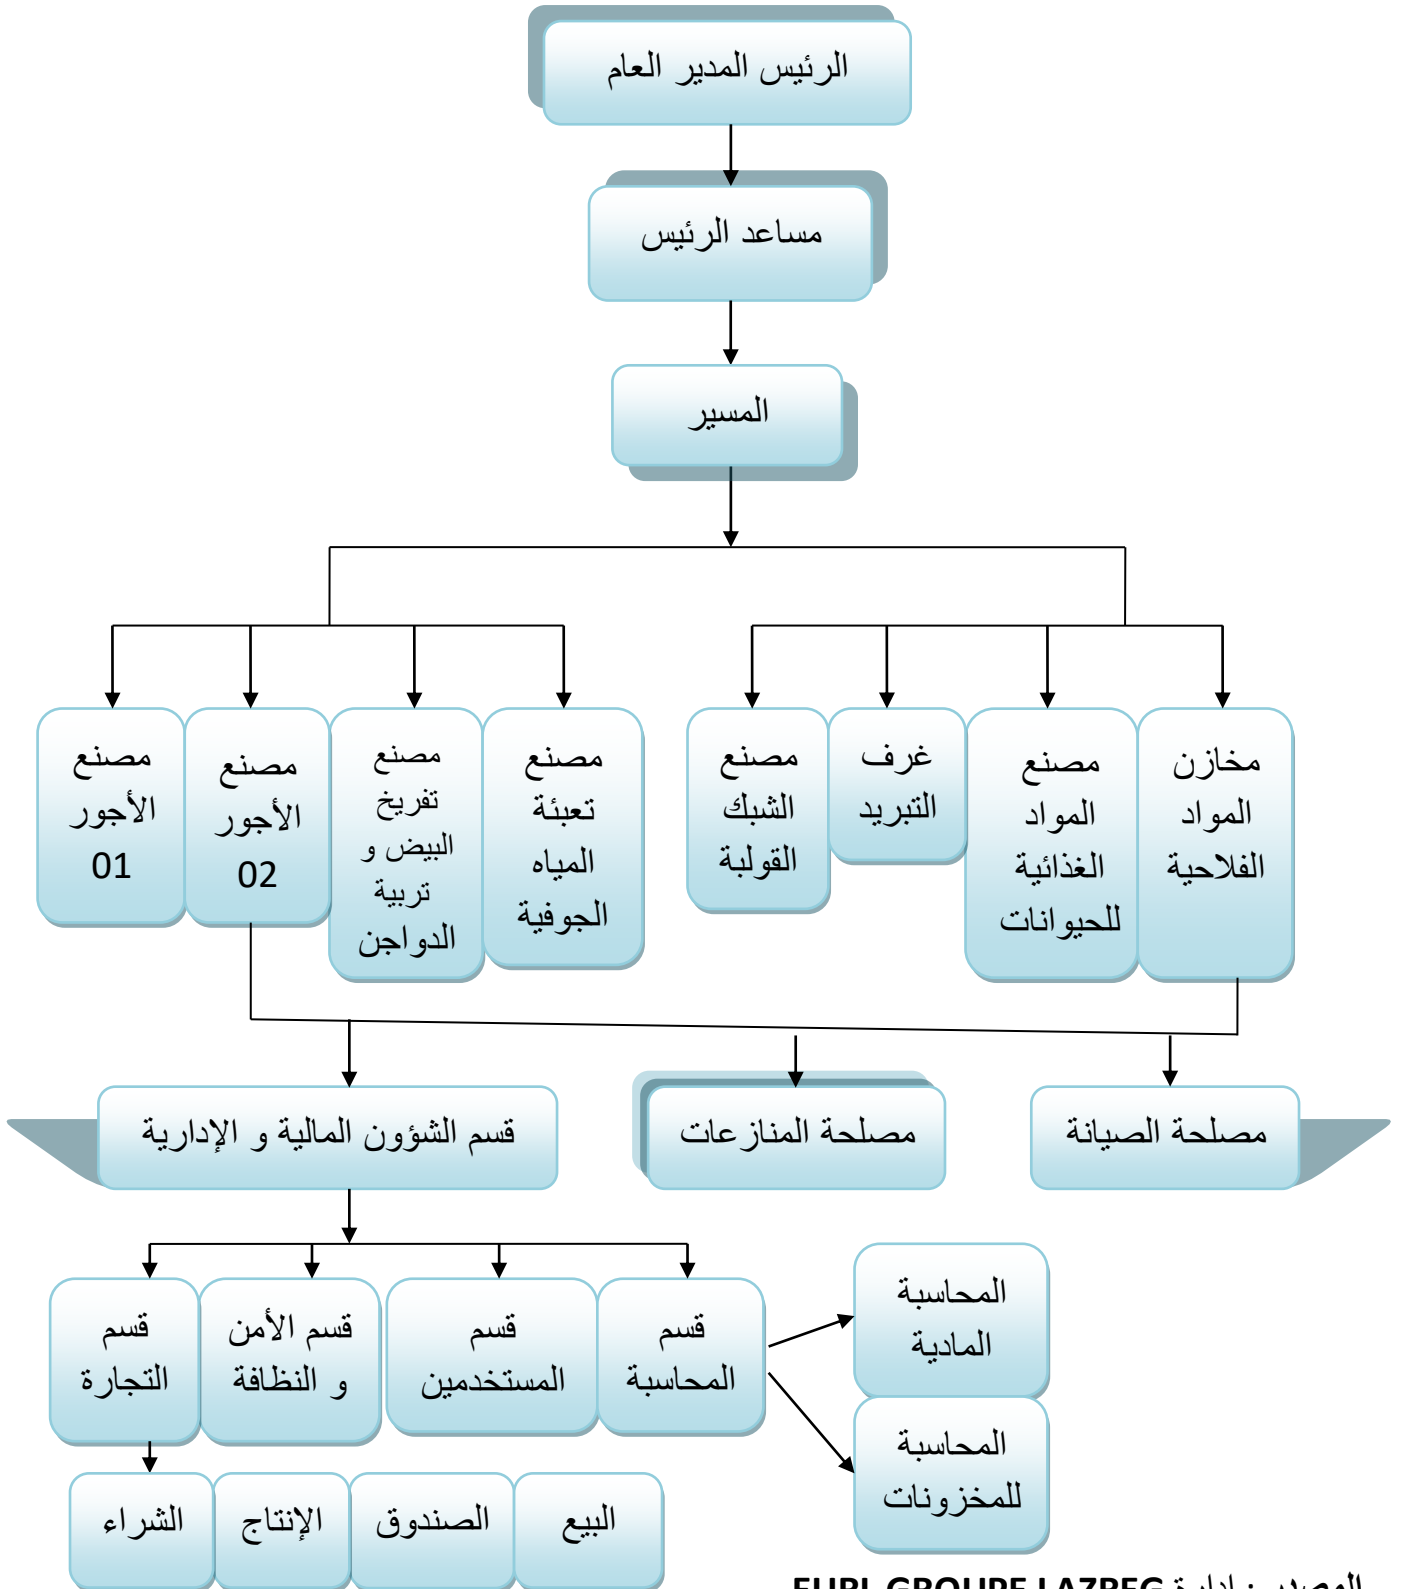 الرئيس المدير العام
مساعد الرئيس
المسير
مخازن
المواد
الفلاحية
مصنع
المواد
الغذائية
للحيوانات
غرف
التبريد
مصنع
الشبك
القولبة
مصنع
تعبئة
المياه
الجوفية
مصنع
تفريخ
البيض و
تربية
الدواجن
مصنع
الأجور
02
مصنع
الأجور
01
مصلحة الصيانة
مصلحة المنازعات
قسم الشؤون المالية و الإدارية
المحاسبة
المادية
المحاسبة
للمخزونات
قسم
المحاسبة
قسم
المستخدمين
قسم الأمن
و النظافة
قسم
التجارة
البيع
الصندوق
الإنتاج
الشراء
المصدر : إدارة EURL GROUPE LAZREG